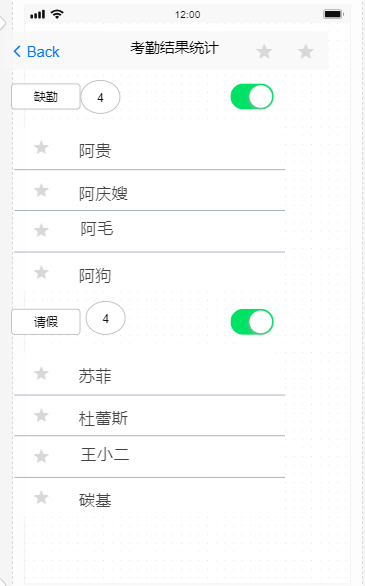 12:00
Back 考勤结果统计
缺勤 4
阿贵
阿庆嫂
阿毛
阿狗
请假 4
苏菲
杜蕾斯
王小二
碳基